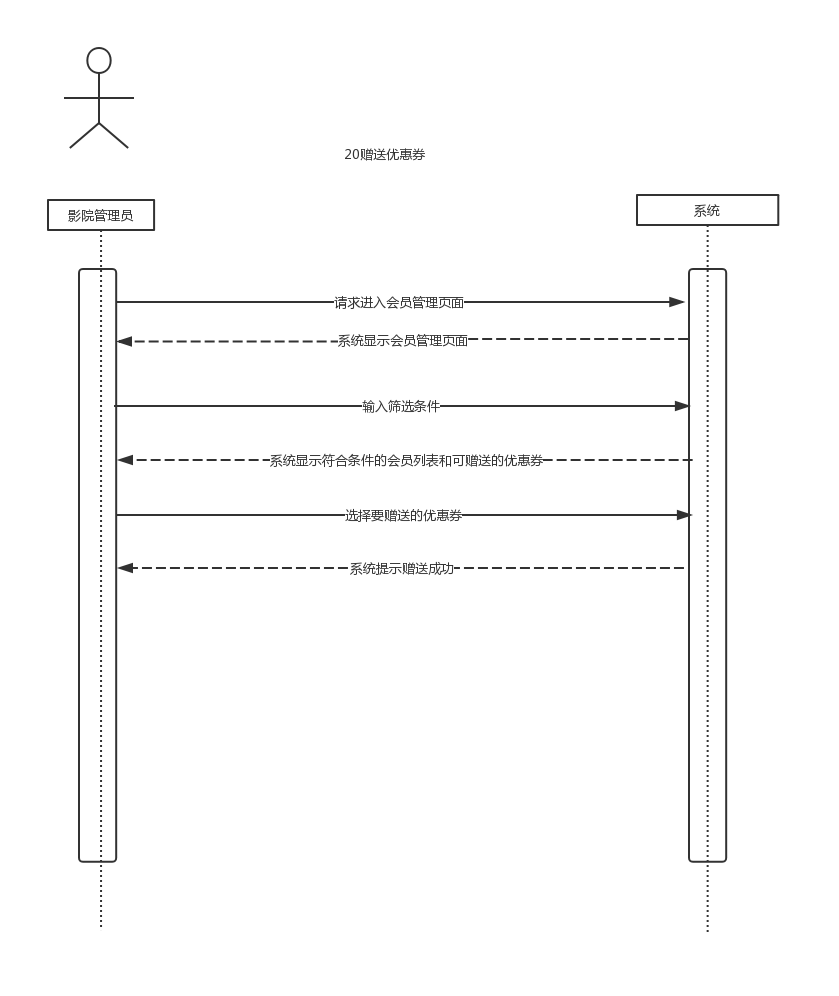 20赠送优惠券
影院管理员
系统
请求进入会员管理页面
系统显示会员管理页面
输入筛选条件
系统显示符合条件的会员列表和可赠送的优惠券
选择要赠送的优惠券
系统提示赠送成功